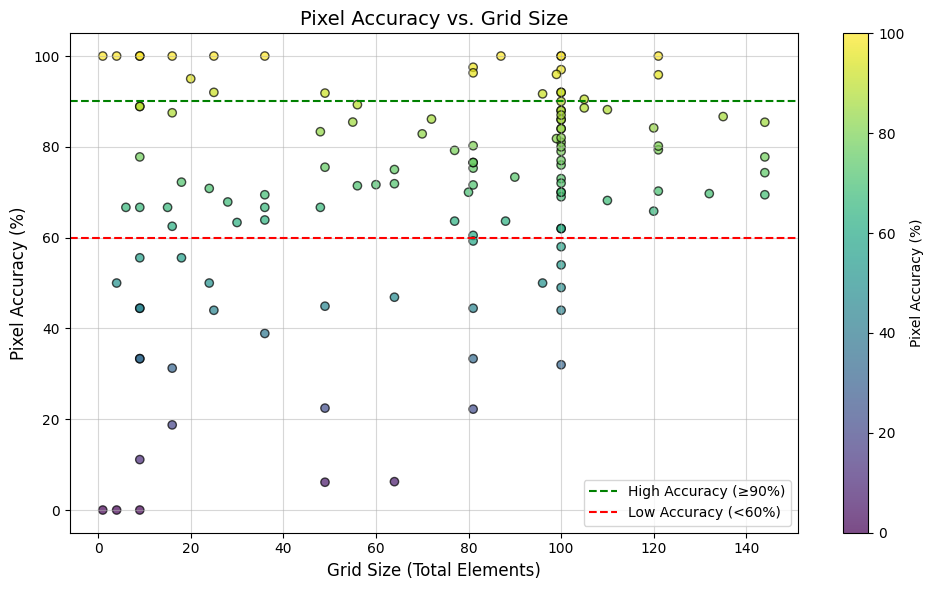 Pixel Accuracy vs. Grid Size
Pixel Accuracy (%)
100
80
60
40
20
0
0 20 40 60 80 100 120 140
Grid Size (Total Elements)
High Accuracy (≥90%)
Low Accuracy (<60%)
100
80
60
40
20
0
Pixel Accuracy (%)